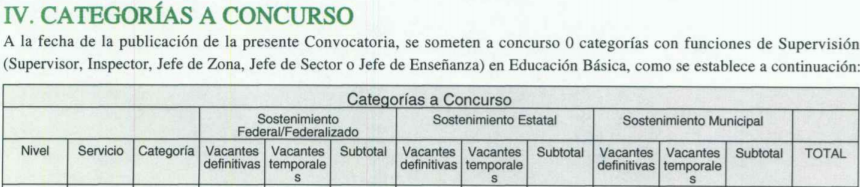 IV. CATEGORÍAS A CONCURSO
A la fecha de la publicación de la presente Convocatoria, se someten a concurso 0 categorías con funciones de Supervisión
(Supervisor, Inspector, Jefe de Zona, Jefe de Sector o Jefe de Enseñanza) en Educación Básica, como se establece a continuación:
Categorías a Concurso
Sostenimiento Federal/Federalizado Sostenimiento Estatal Sostenimiento Municipal
Nivel Servicio Categoría Vacantes definitivas Vacantes temporales Subtotal Vacantes definitivas Vacantes temporales Subtotal Vacantes definitivas Vacantes temporales Subtotal TOTAL